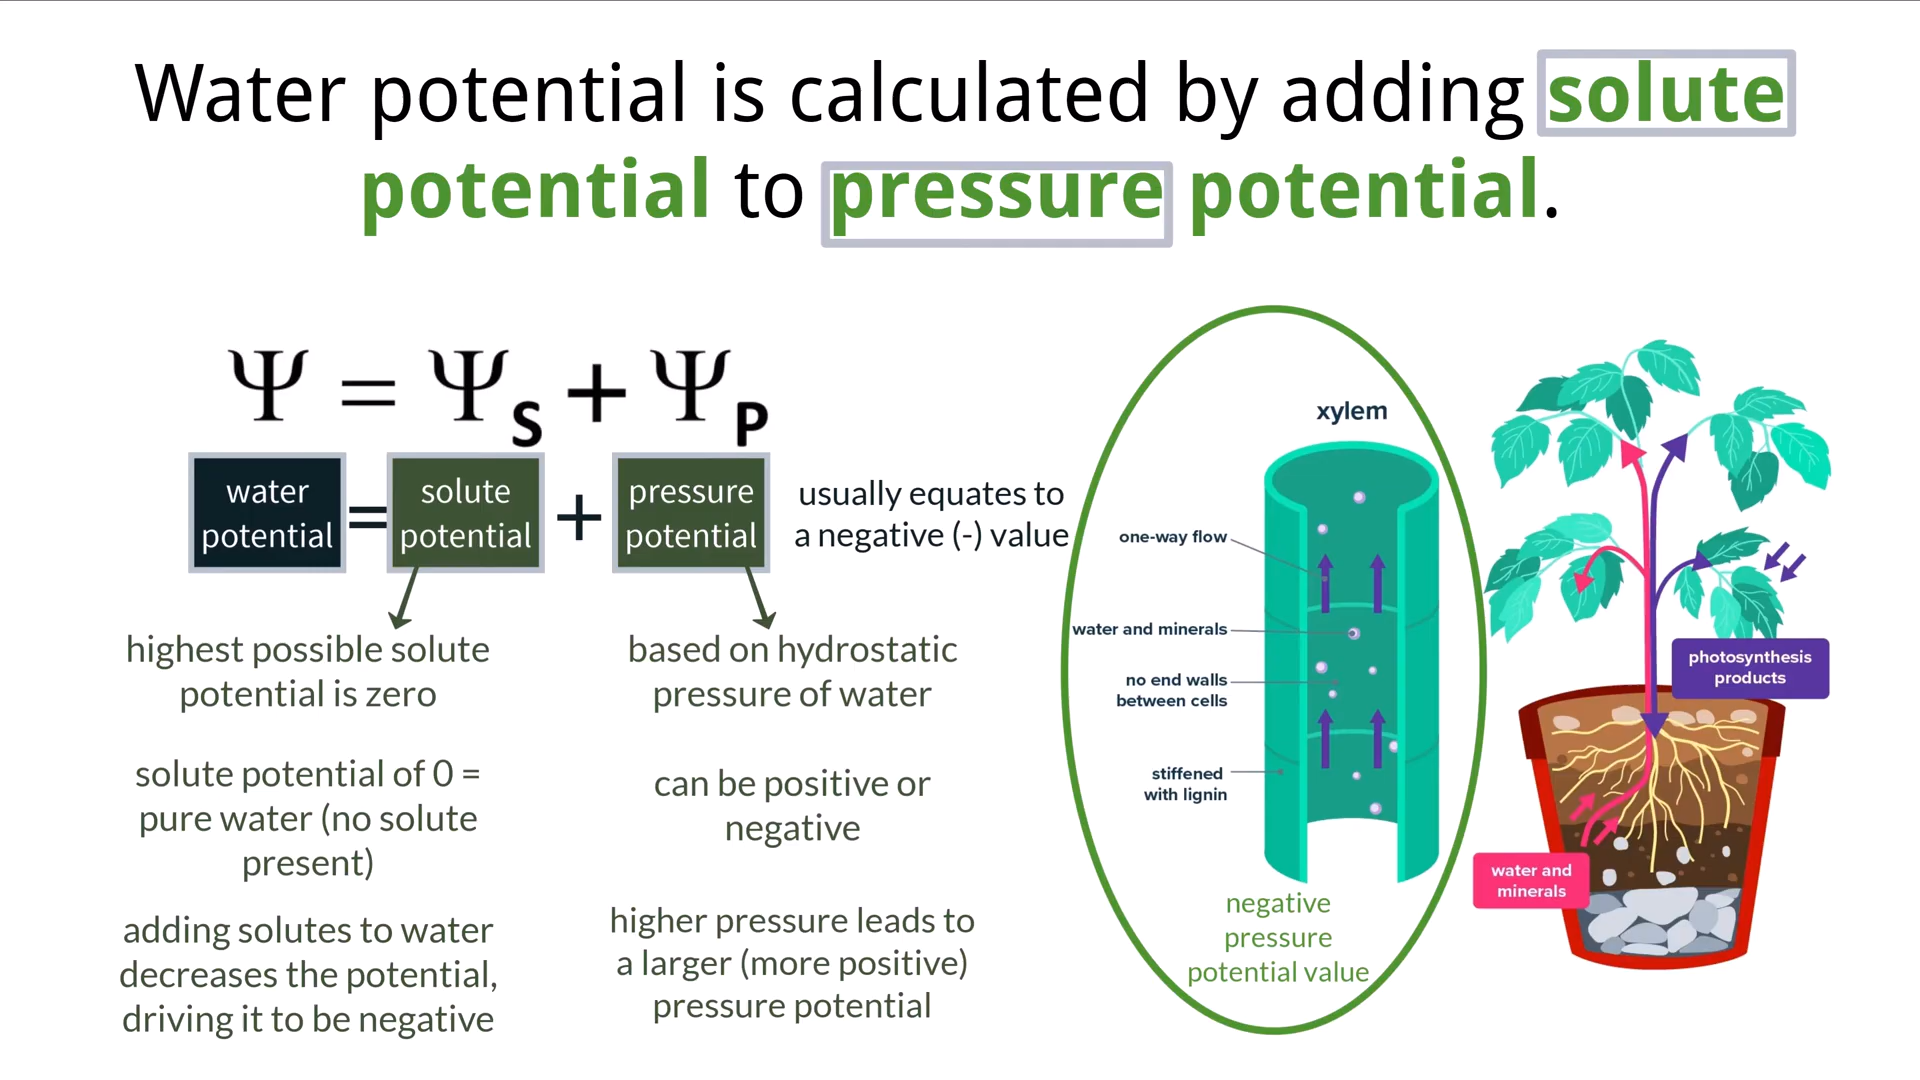 Water potential is calculated by adding solute
potential to pressure potential.
Ψ = ΨS + ΨP
water
potential
=
solute
potential
+
pressure
potential
usually equates to
a negative (-) value
highest possible solute
potential is zero
solute potential of 0 =
pure water (no solute
present)
adding solutes to water
decreases the potential,
driving it to be negative
based on hydrostatic
pressure of water
can be positive or
negative
higher pressure leads to
a larger (more positive)
pressure potential
xylem
one-way flow
water and minerals
no end walls
between cells
stiffened
with lignin
negative
pressure
potential value
photosynthesis
products
water and
minerals